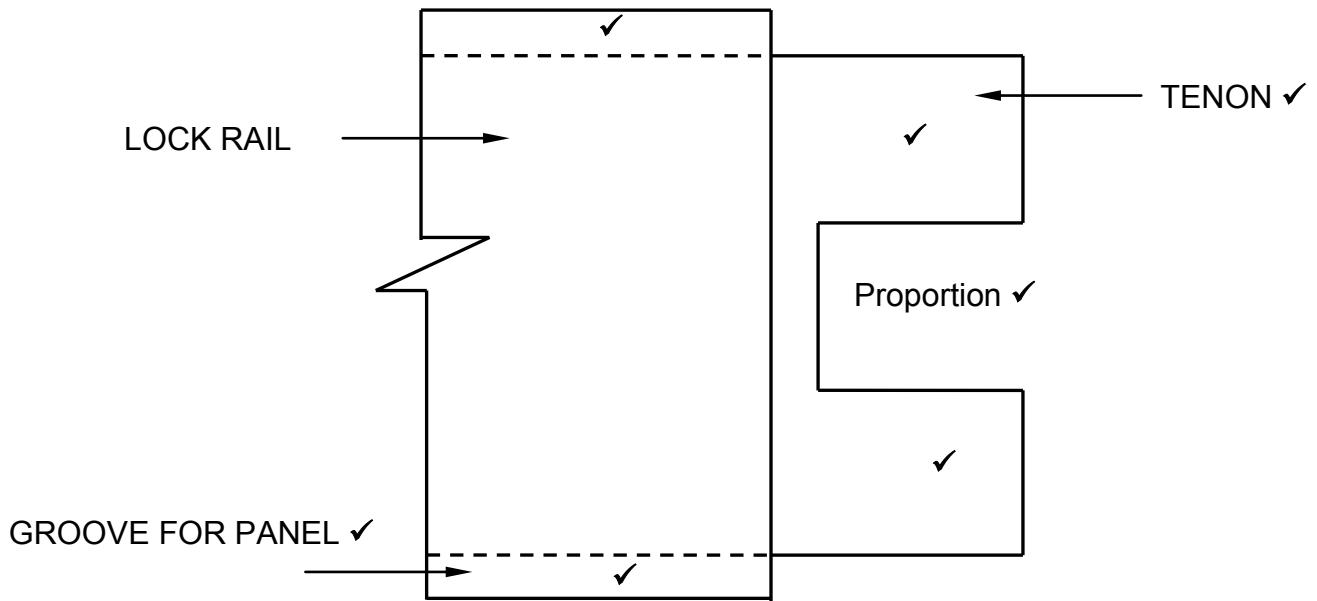 ✓
TENON ✓
LOCK RAIL
✓
Proportion ✓
✓
GROOVE FOR PANEL ✓
✓